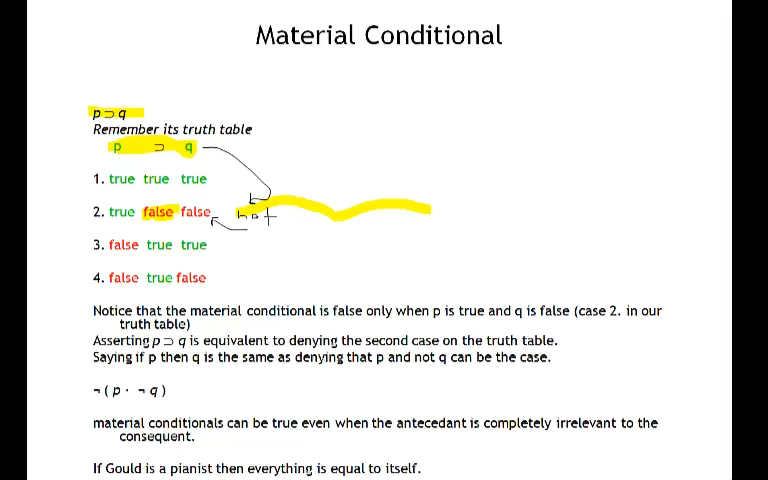 Material Conditional
p ⊃ q
Remember its truth table
p ⊃ q
1. true true true
2. true false false not
3. false true true
4. false true false
Notice that the material conditional is false only when p is true and q is false (case 2. in our
truth table)
Asserting p ⊃ q is equivalent to denying the second case on the truth table.
Saying if p then q is the same as denying that p and not q can be the case.
¬ ( p · ¬ q )
material conditionals can be true even when the antecedant is completely irrelevant to the
consequent.
If Gould is a pianist then everything is equal to itself.